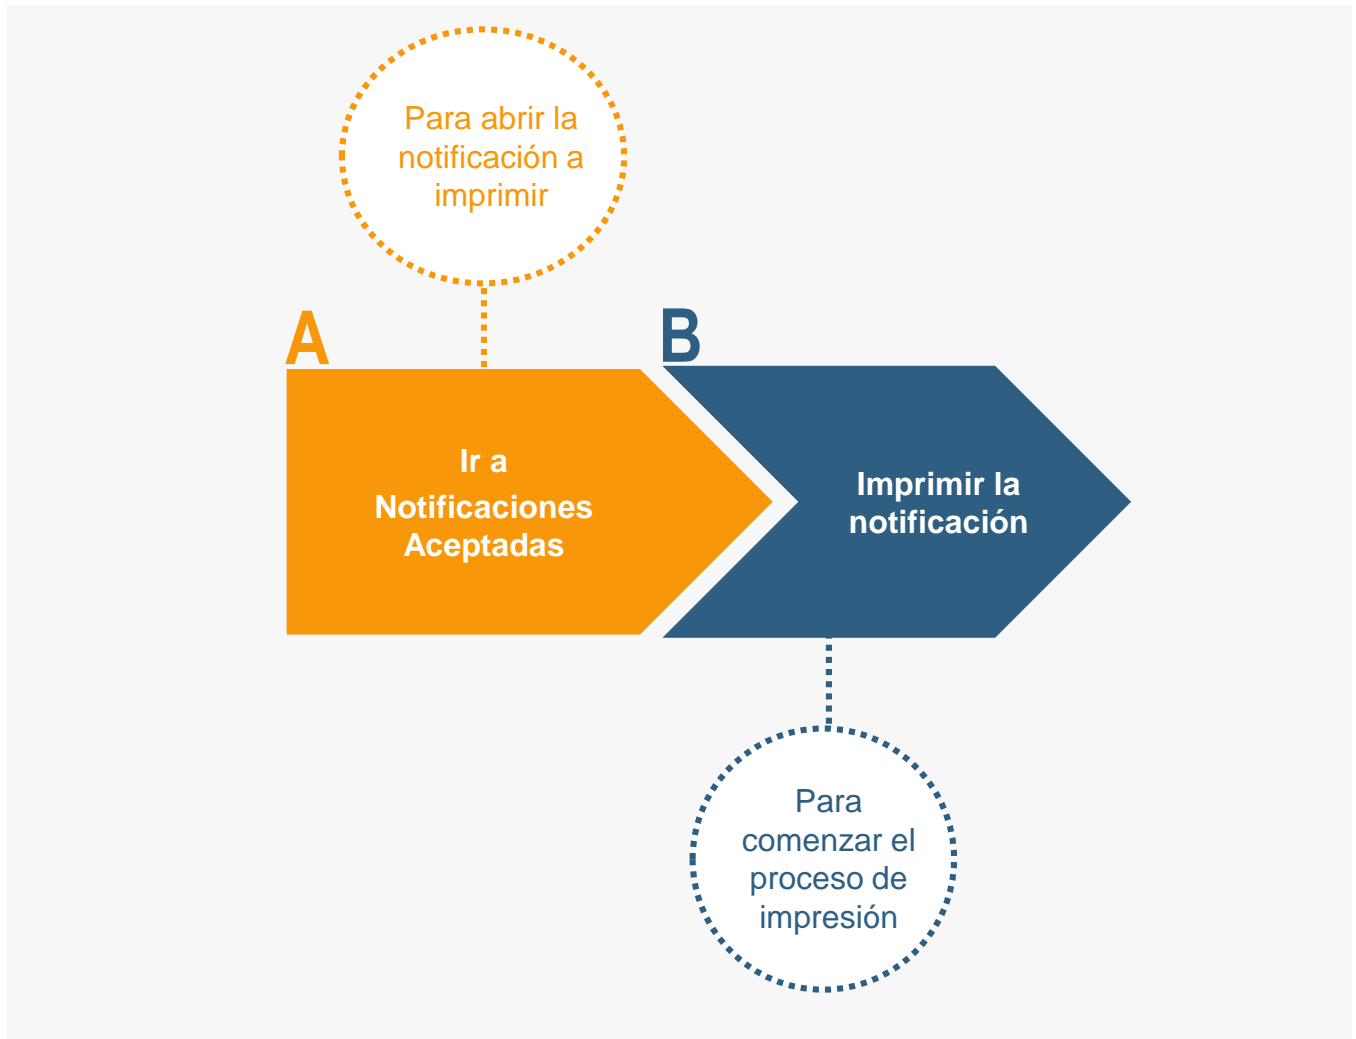 Para abrir la
notificación a
imprimir
A
B
Ir a
Notificaciones
Aceptadas
Imprimir la
notificación
Para
comenzar el
proceso de
impresión